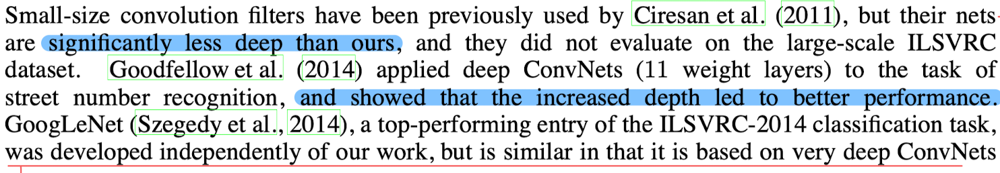 Small-size convolution filters have been previously used by Ciresan et al. (2011), but their nets
are significantly less deep than ours, and they did not evaluate on the large-scale ILSVRC
dataset. Goodfellow et al. (2014) applied deep ConvNets (11 weight layers) to the task of
street number recognition, and showed that the increased depth led to better performance.
GoogLeNet (Szegedy et al., 2014), a top-performing entry of the ILSVRC-2014 classification task,
was developed independently of our work, but is similar in that it is based on very deep ConvNets